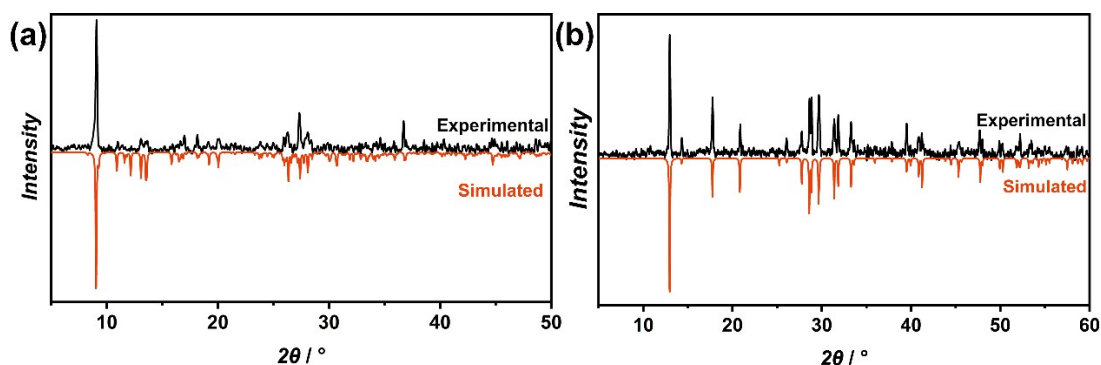 (a)
Intensity
Experimental
Simulated
10 20 30 40 50
2θ / °
(b)
Intensity
Experimental
Simulated
10 20 30 40 50 60
2θ / °